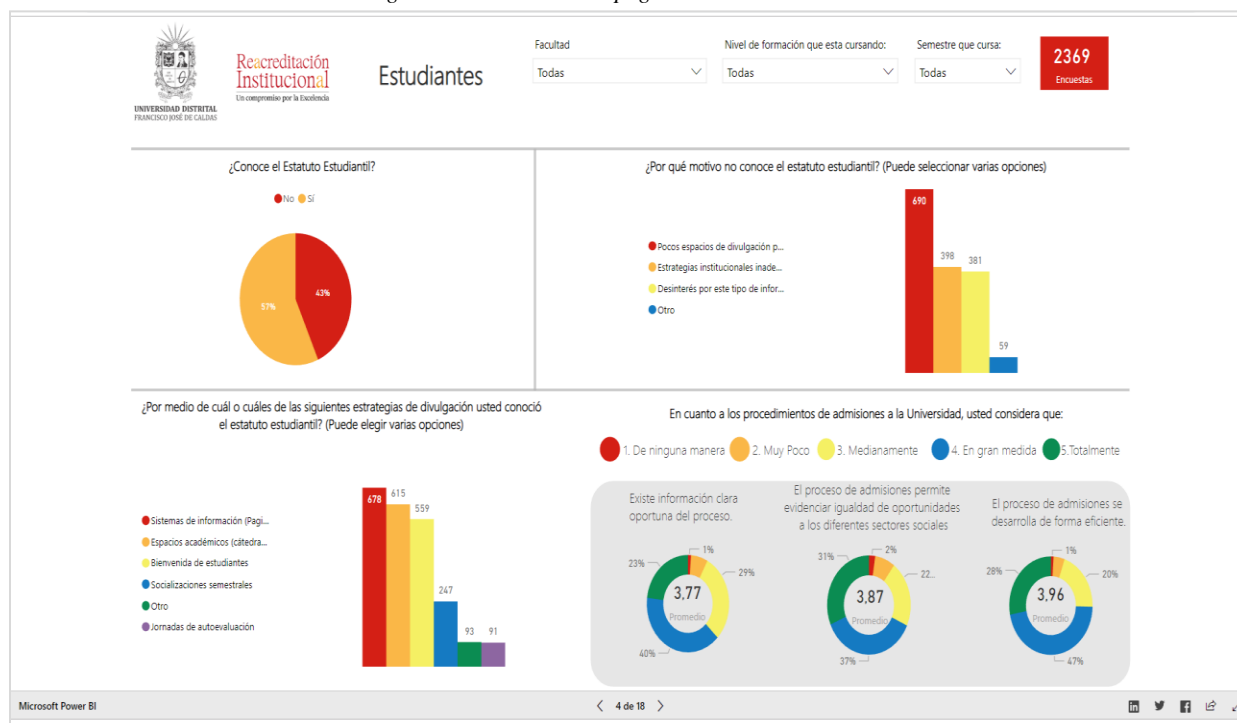 UNIVERSIDAD DISTRITAL
FRANCISCO JOSÉ DE CALDAS
Reacreditación
Institucional
Un compromiso por la Excelencia
Estudiantes
Facultad
Todas
Nivel de formación que esta cursando:
Todas
Semestre que cursa:
Todas
2369
Encuestas
¿Conoce el Estatuto Estudiantil?
No Sí
43%
57%
¿Por qué motivo no conoce el estatuto estudiantil? (Puede seleccionar varias opciones)
Pocos espacios de divulgación p...
Estrategias institucionales inade...
Desinterés por este tipo de infor...
Otro
690
398
381
59
¿Por medio de cuál o cuáles de las siguientes estrategias de divulgación usted conoció
el estatuto estudiantil? (Puede elegir varias opciones)
Sistemas de información (Pagi...
Espacios académicos (cátedra...
Bienvenida de estudiantes
Socializaciones semestrales
Otro
Jornadas de autoevaluación
678
615
559
247
93
91
En cuanto a los procedimientos de admisiones a la Universidad, usted considera que:
1. De ninguna manera 2. Muy Poco 3. Medianamente 4. En gran medida 5.Totalmente
Existe información clara
oportuna del proceso.
1%
23%
29%
3,77
Promedio
40%
El proceso de admisiones permite
evidenciar igualdad de oportunidades
a los diferentes sectores sociales
2%
31%
22...
3,87
Promedio
37%
El proceso de admisiones se
desarrolla de forma eficiente.
1%
28%
20%
3,96
Promedio
47%
Microsoft Power BI
4 de 18